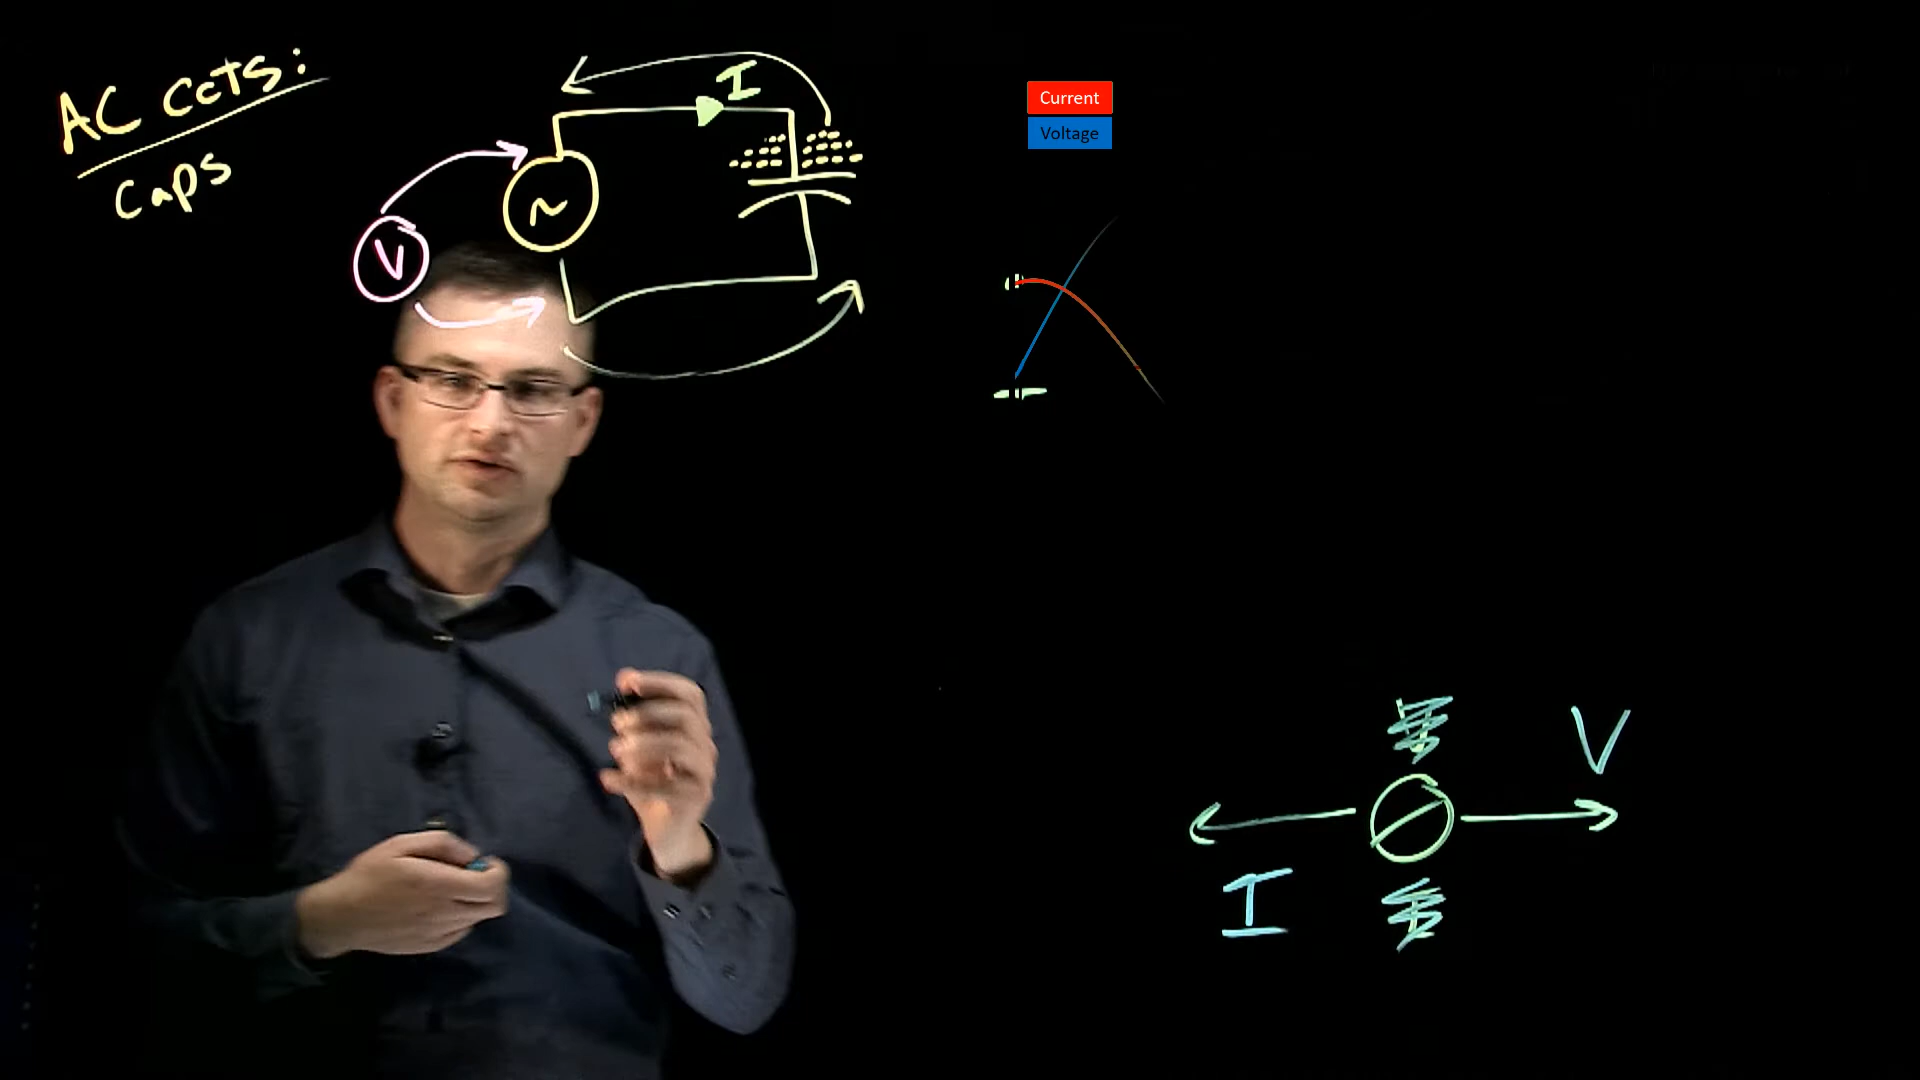 AC CCTS:
Caps
I
V
~
Current
Voltage
V
I